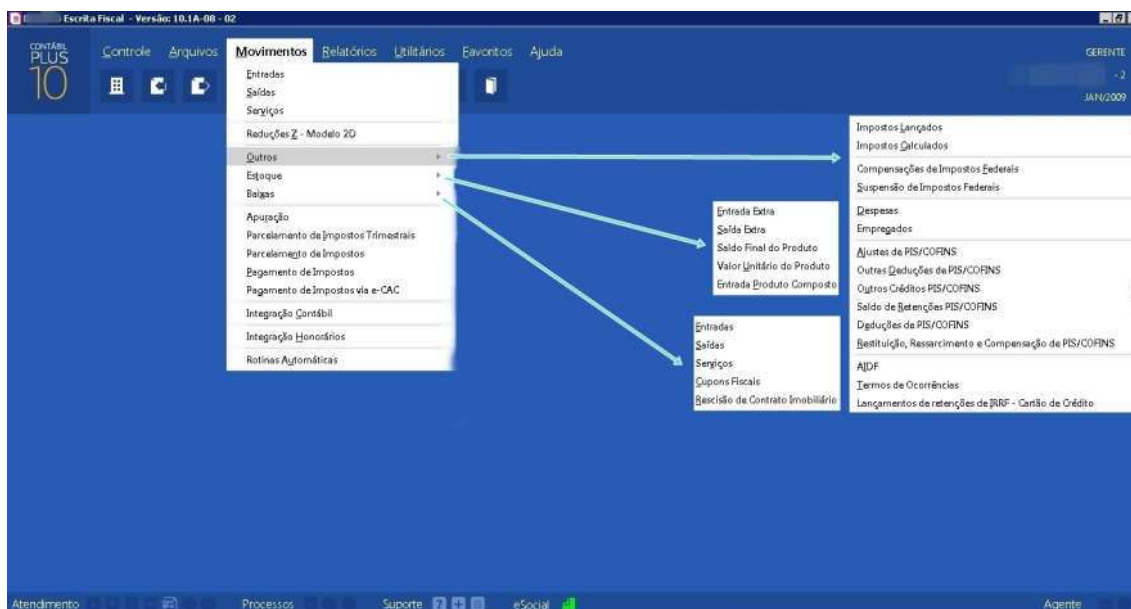 Escrita Fiscal - Versão: 10.1A-08 - 02
CONTÁBIL
PLUS
10
Controle Arquivos Movimentos Relatórios Utilitários Favoritos Ajuda
GERENTE
- 2
JAN/2009
Entradas
Saídas
Serviços
Reduções Z - Modelo 2D
Outros
Estoque
Baixas
Apuração
Parcelamento de Impostos Trimestrais
Parcelamento de Impostos
Pagamento de Impostos
Pagamento de Impostos via e-CAC
Integração Contábil
Integração Honorários
Rotinas Automáticas
Impostos Lançados
Impostos Calculados
Compensações de Impostos Federais
Suspensão de Impostos Federais
Despesas
Empregados
Ajustes de PIS/COFINS
Outras Deduções de PIS/COFINS
Outros Créditos PIS/COFINS
Saldo de Retenções PIS/COFINS
Deduções de PIS/COFINS
Restituição, Ressarcimento e Compensação de PIS/COFINS
AIDF
Termos de Ocorrências
Lançamentos de retenções de IRRF - Cartão de Crédito
Entrada Extra
Saída Extra
Saldo Final do Produto
Valor Unitário do Produto
Entrada Produto Composto
Entradas
Saídas
Serviços
Cupons Fiscais
Rescisão de Contrato Imobiliário
Atendimento Processos Suporte eSocial Agente